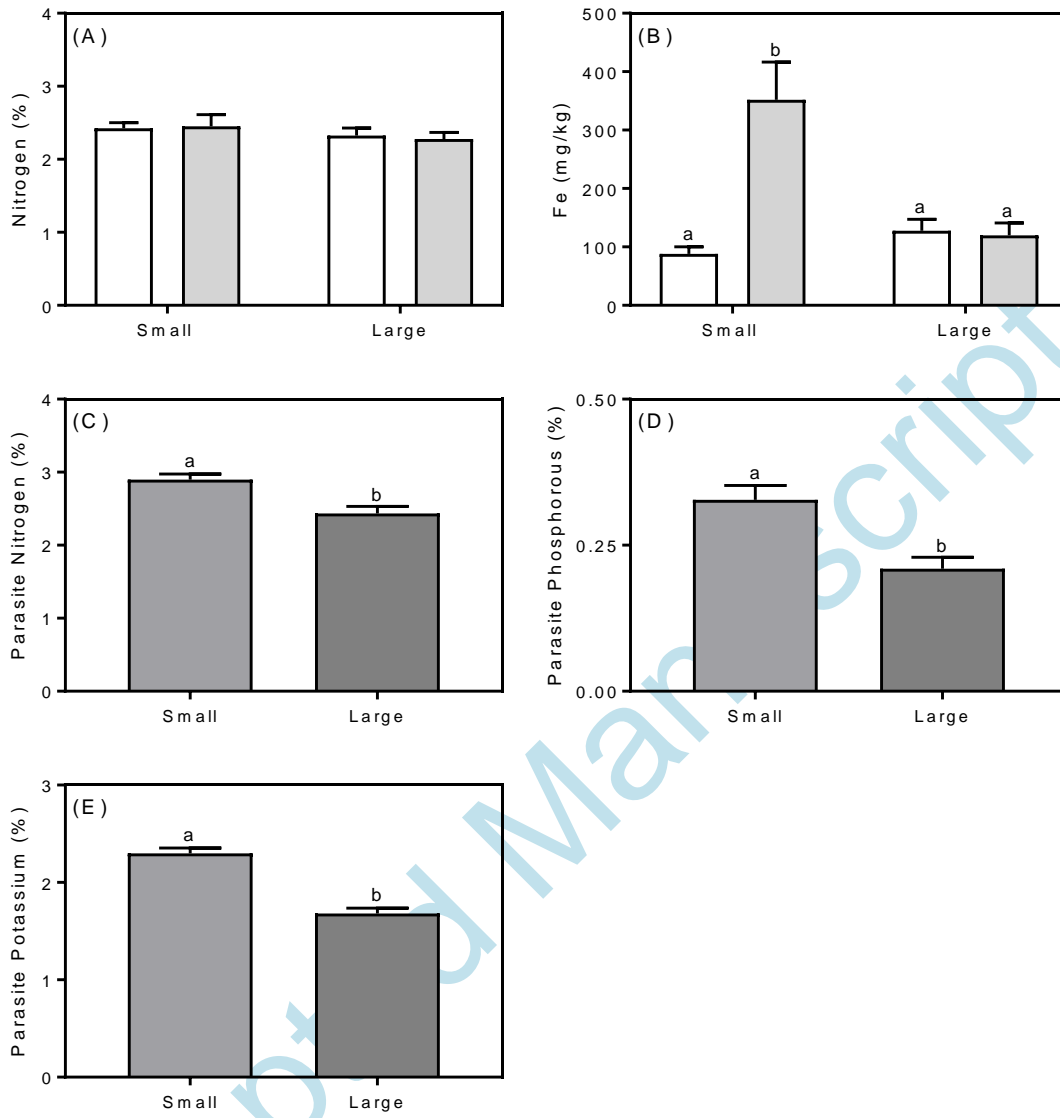 (A)
Nitrogen (%)
4
3
2
1
0
Small Large
(B)
Fe (mg/kg)
500
400
300
200
100
0
a
b
a
a
Small Large
(C)
Parasite Nitrogen (%)
4
3
2
1
0
a
b
Small Large
(D)
Parasite Phosphorous (%)
0.50
0.25
0.00
a
b
Small Large
(E)
Parasite Potassium (%)
3
2
1
0
a
b
Small Large
pted Manuscript